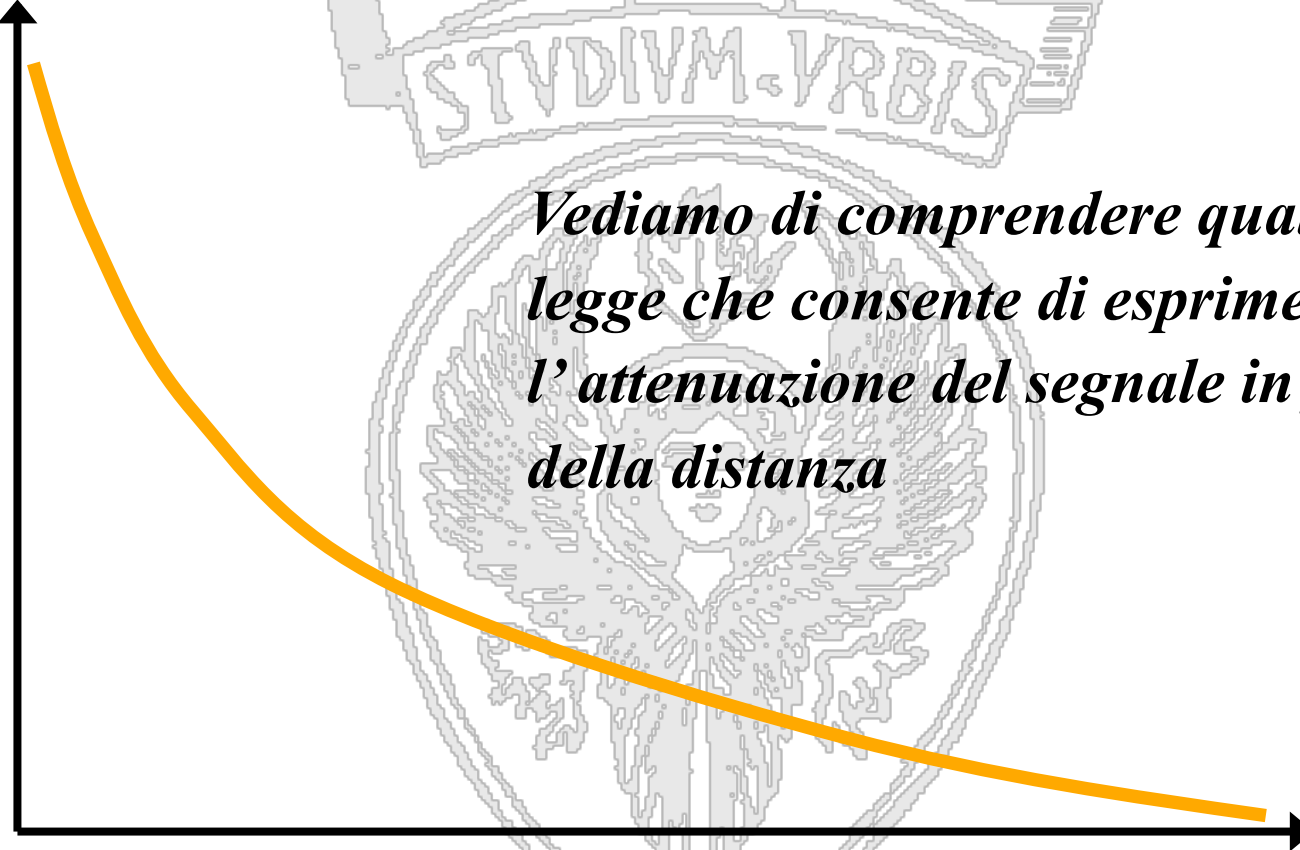 STVDIVM VRBIS
Vediamo di comprendere
legge che consente di
l’attenuazione del segnale in
della distanza